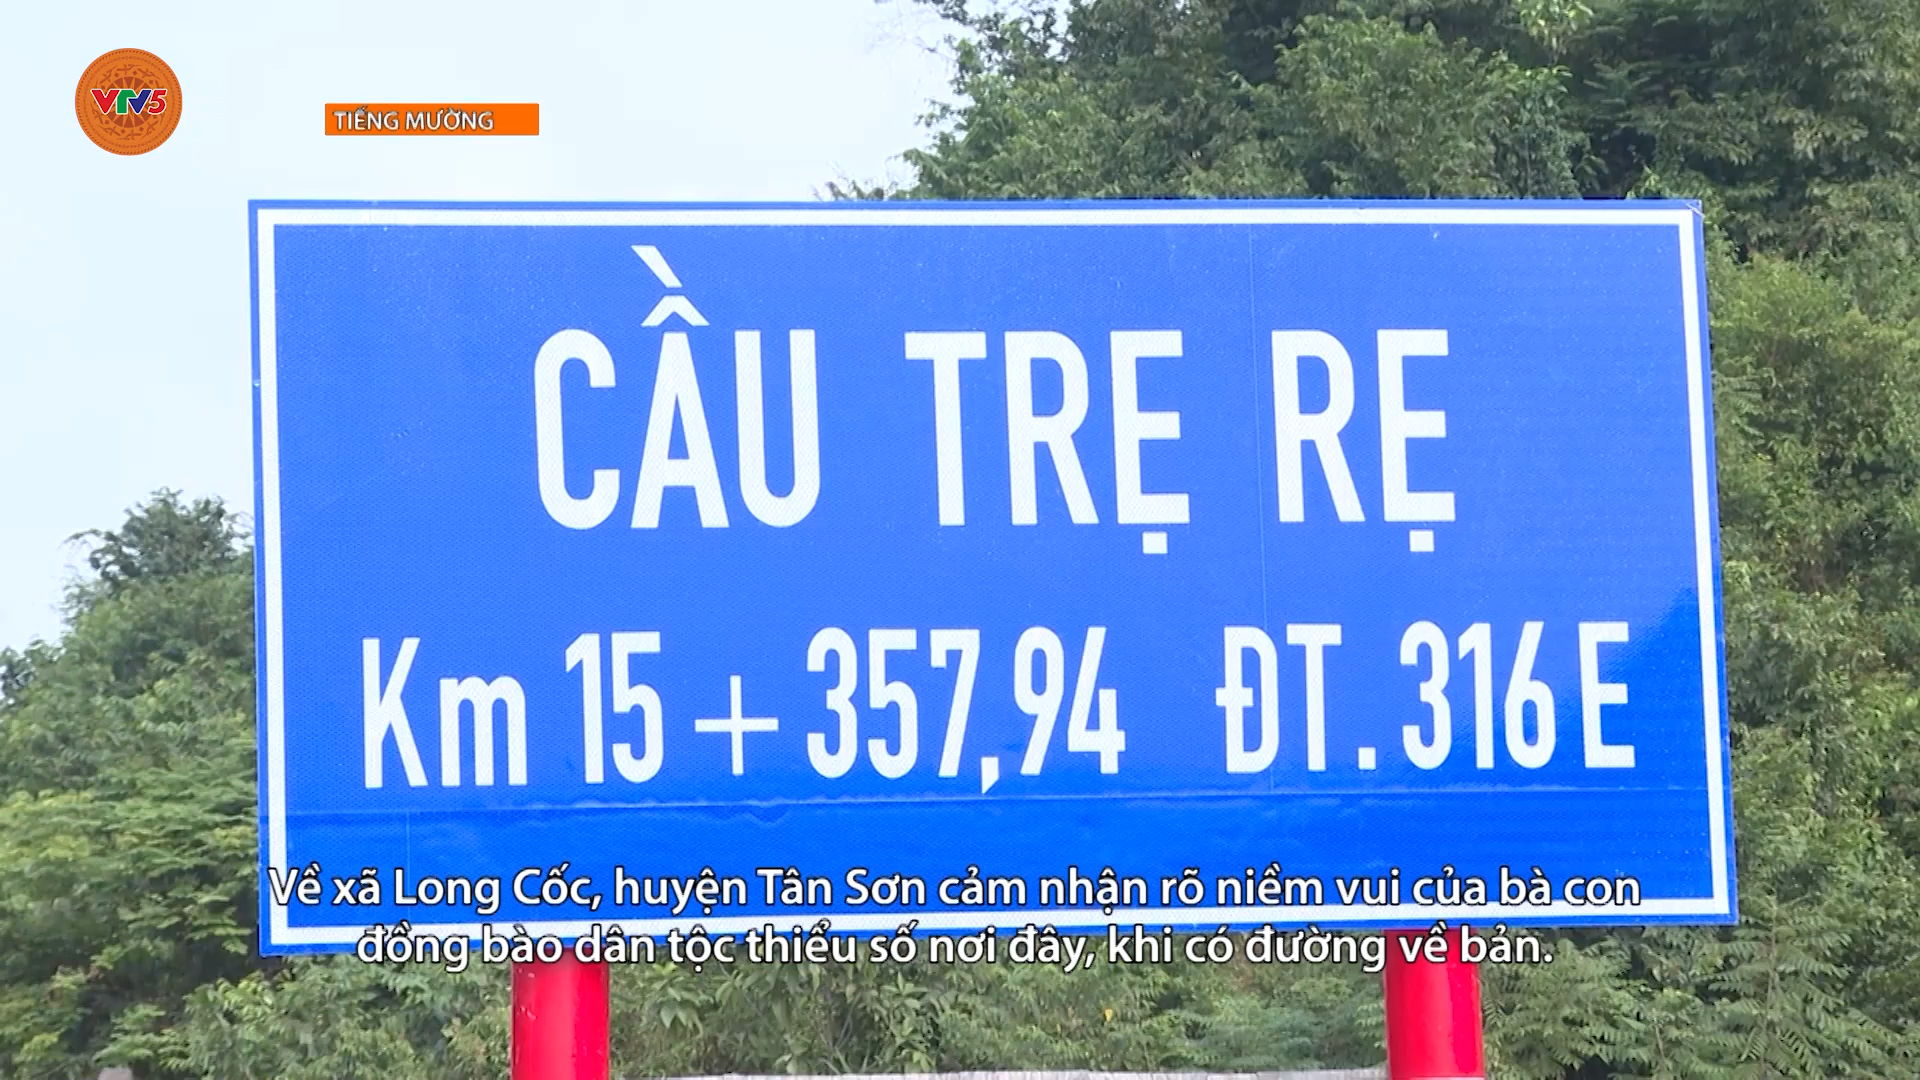 VTV5
TIẾNG MƯỜNG
CẦU TRẸ RẸ
Km 15 + 357,94 ĐT. 316 E
Về xã Long Cốc, huyện Tân Sơn cảm nhận rõ niềm vui của bà con
đồng bào dân tộc thiểu số nơi đây, khi có đường về bản.